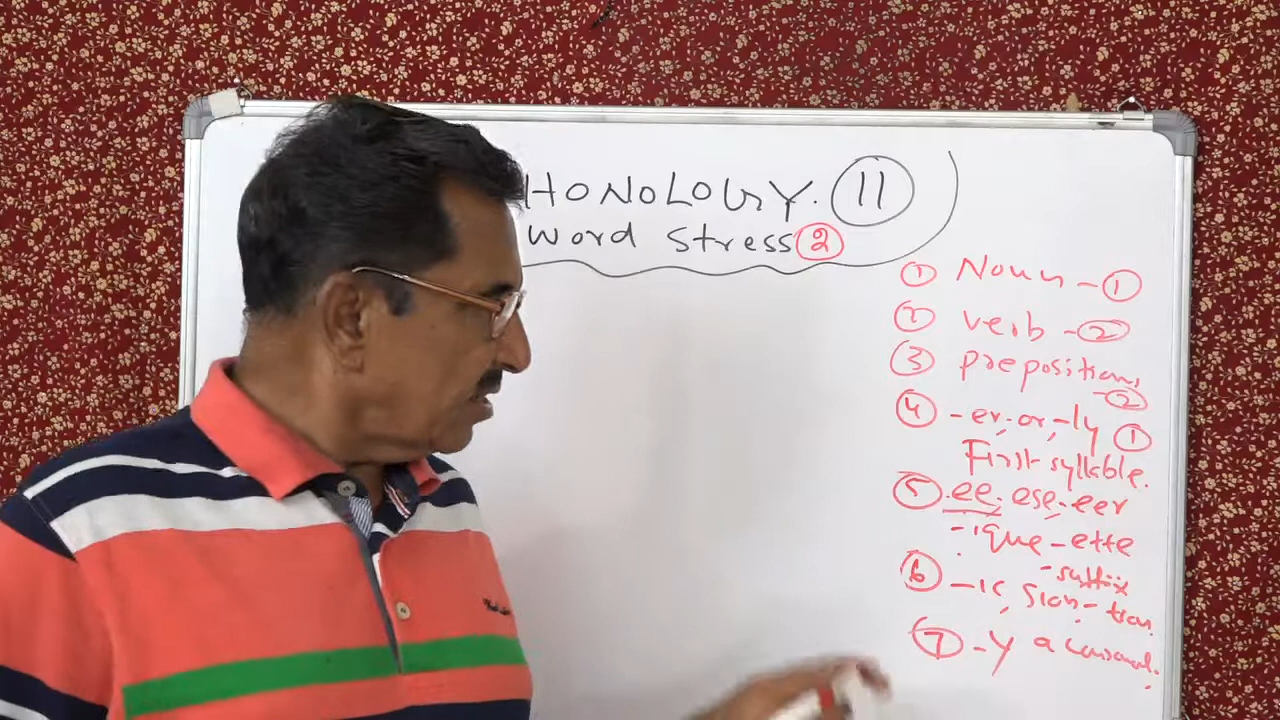 HONOLOGY. 11
Word Stress 2
1 Noun - 1
2 verb - 2
3 prepositions
- 2
4 - er, - or, - ly 1
First syllable.
5 - ee, ese, - eer
- ique - ette
- suffix
6 - ic, sion - tion
7 - y a consonant.